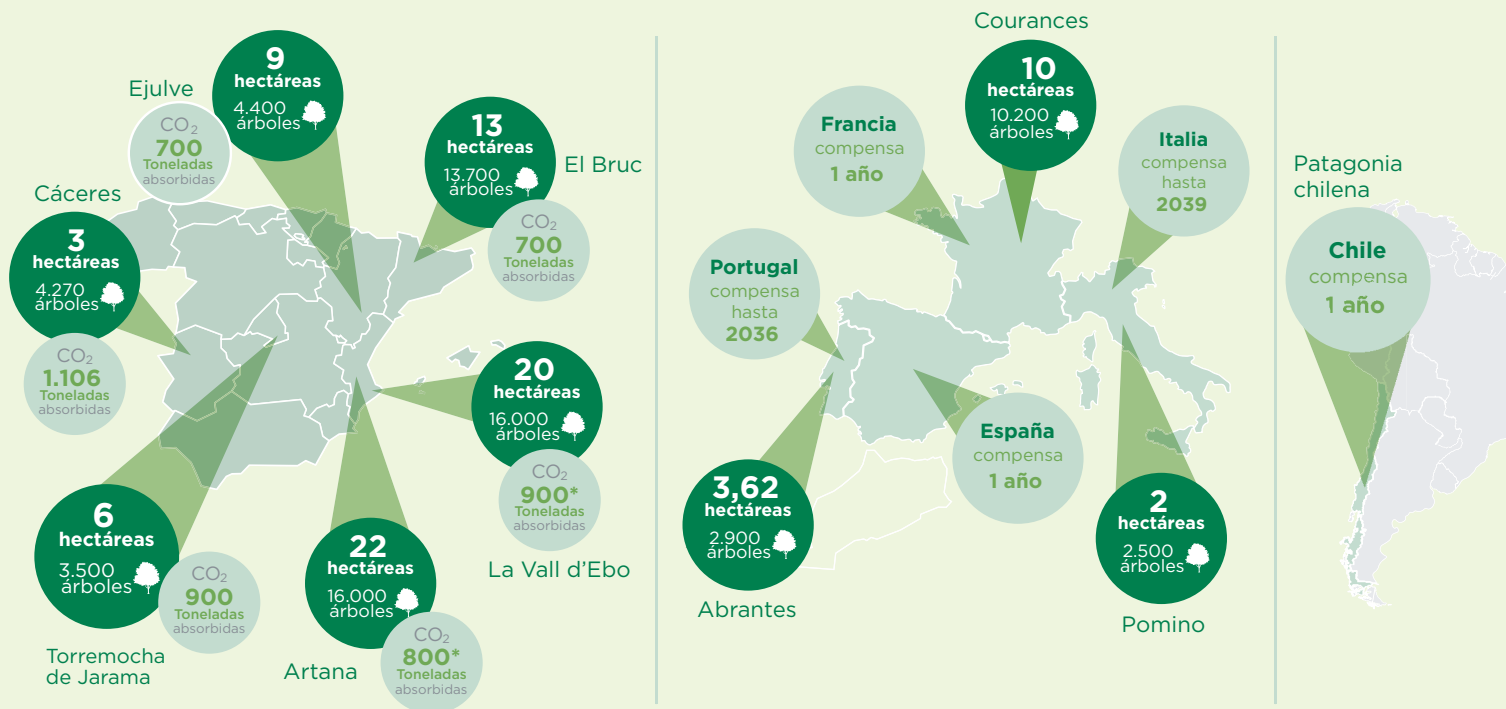 Ejulve
9
hectáreas
4.400
árboles
CO₂
700
Toneladas
absorbidas
13
hectáreas
13.700
árboles
El Bruc
CO₂
700
Toneladas
absorbidas
Cáceres
3
hectáreas
4.270
árboles
CO₂
1.106
Toneladas
absorbidas
20
hectáreas
16.000
árboles
CO₂
900*
Toneladas
absorbidas
La Vall d’Ebo
6
hectáreas
3.500
árboles
CO₂
900
Toneladas
absorbidas
Torremocha
de Jarama
22
hectáreas
16.000
árboles
Artana
CO₂
800*
Toneladas
absorbidas
Courances
10
hectáreas
10.200
árboles
Francia
compensa
1 año
Italia
compensa
hasta
2039
Portugal
compensa
hasta
2036
España
compensa
1 año
3,62
hectáreas
2.900
árboles
Abrantes
2
hectáreas
2.500
árboles
Pomino
Patagonia
chilena
Chile
compensa
1 año